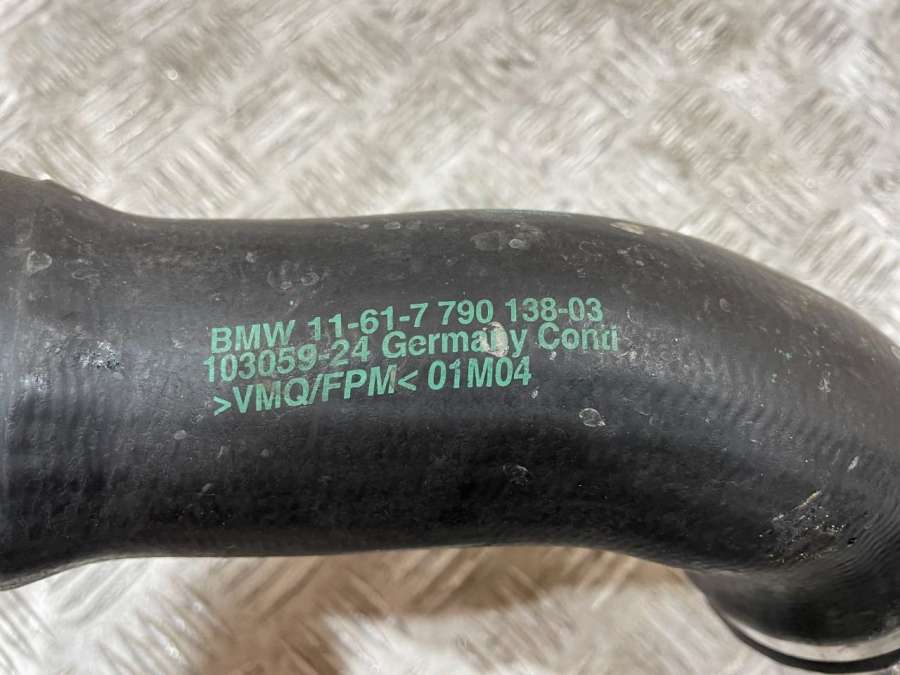 BMW 11-61-7 790 138-03
103059-24 Germany Conti
>VMQ/FPM< 01M04